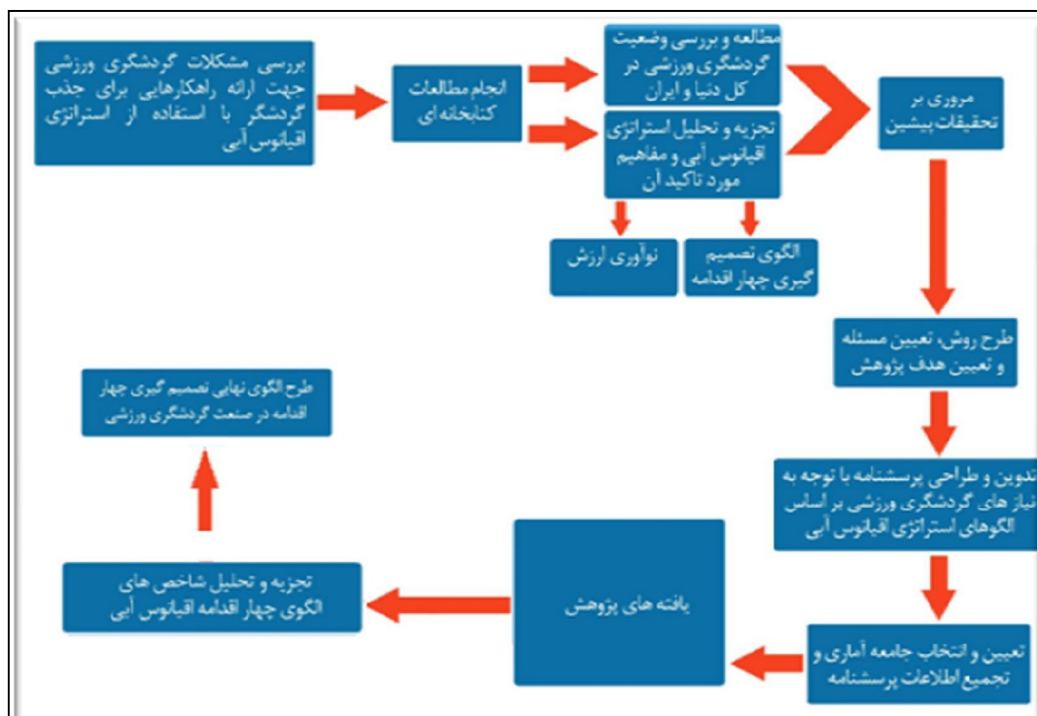 بررسی مشکلات گردشگری ورزشی
جهت ارائه راهکارهایی برای جذب
گردشگر با استفاده از استراتژی
اقیانوس آبی
انجام مطالعات
کتابخانه ای
مطالعه و بررسی وضعیت
گردشگری ورزشی در
کل دنیا و ایران
تجزیه و تحلیل استراتژی
اقیانوس آبی و مفاهیم
مورد تاکید آن
نوآوری ارزش
الگوی تصمیم
گیری چهار اقدامه
مروری بر
تحقیقات پیشین
طرح روش، تعیین مسئله
و تعیین هدف پژوهش
تدوین و طراحی پرسشنامه با توجه به
نیاز های گردشگری ورزشی بر اساس
الگوهای استراتژی اقیانوس آبی
تعیین و انتخاب جامعه آماری و
تجمیع اطلاعات پرسشنامه
یافته های پژوهش
تجزیه و تحلیل شاخص های
الگوی چهار اقدامه اقیانوس آبی
طرح الگوی نهایی تصمیم گیری چهار
اقدامه در صنعت گردشگری ورزشی